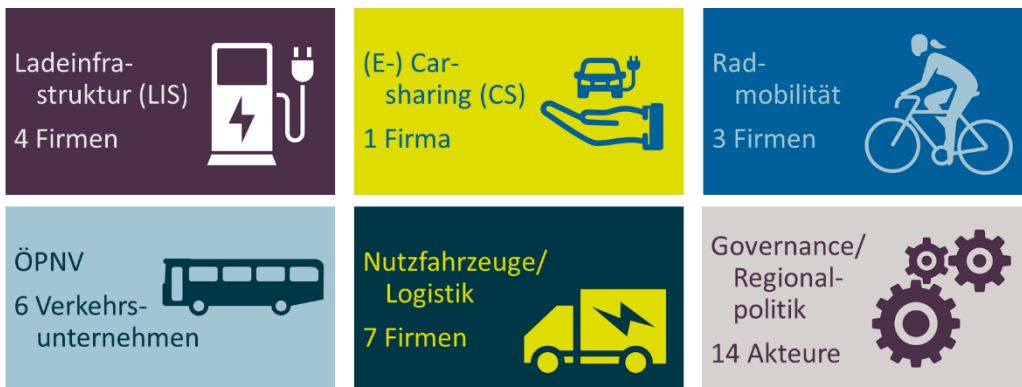 Ladeinfra-
struktur (LIS)
4 Firmen
(E-) Car-
sharing (CS)
1 Firma
Rad-
mobilität
3 Firmen
ÖPNV
6 Verkehrs-
unternehmen
Nutzfahrzeuge/
Logistik
7 Firmen
Governance/
Regional-
politik
14 Akteure